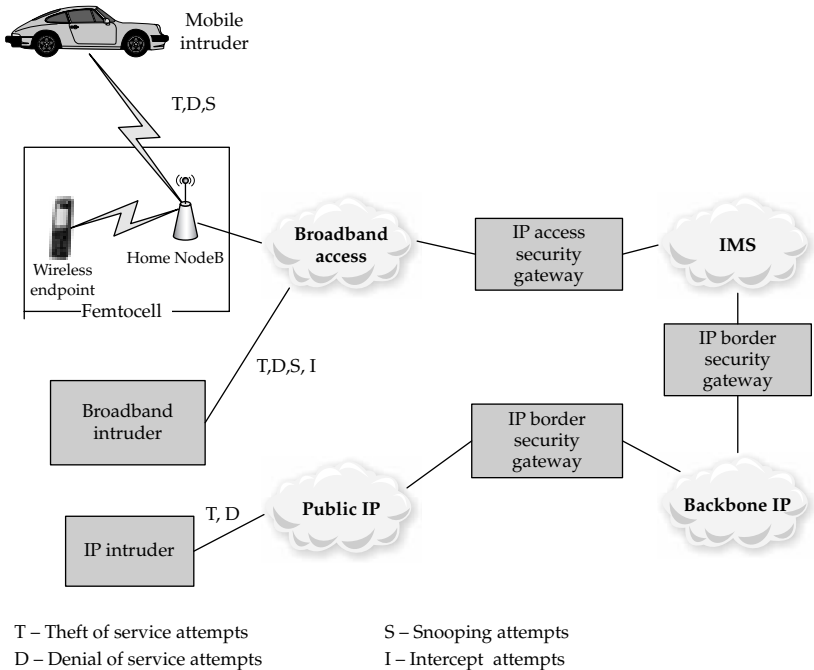 Mobile
intruder
T,D,S
Wireless
endpoint
Home NodeB
Femtocell
Broadband
access
IP access
security
gateway
IMS
IP border
security
gateway
T,D,S, I
Broadband
intruder
IP border
security
gateway
Public IP
Backbone IP
T, D
IP intruder
T – Theft of service attempts
S – Snooping attempts
D – Denial of service attempts
I – Intercept attempts